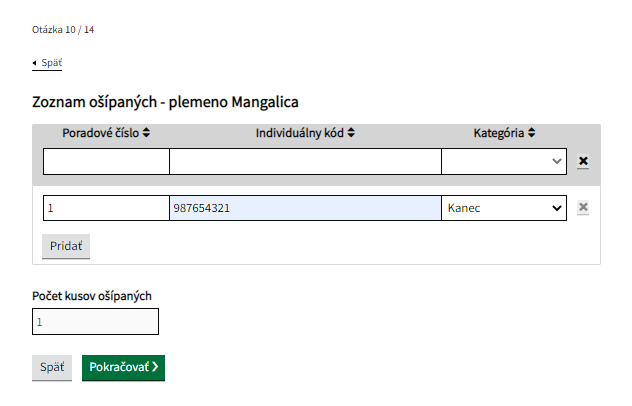 Otázka 10 / 14
Späť
Zoznam ošípaných - plemeno Mangalica
Poradové číslo Individuálny kód Kategória
1 987654321 Kanec
Pridať
Počet kusov ošípaných
1
Späť Pokračovať